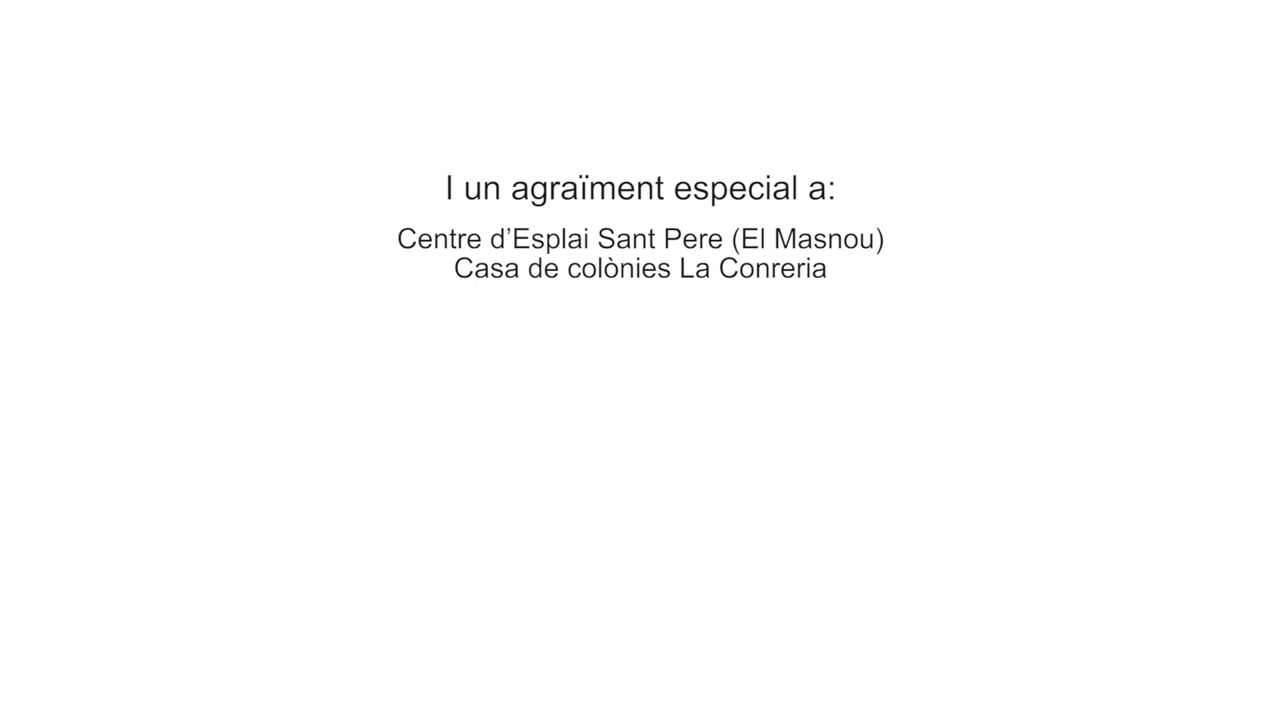 I un agraïment especial a:
Centre d’Esplai Sant Pere (El Masnou)
Casa de colònies La Conreria